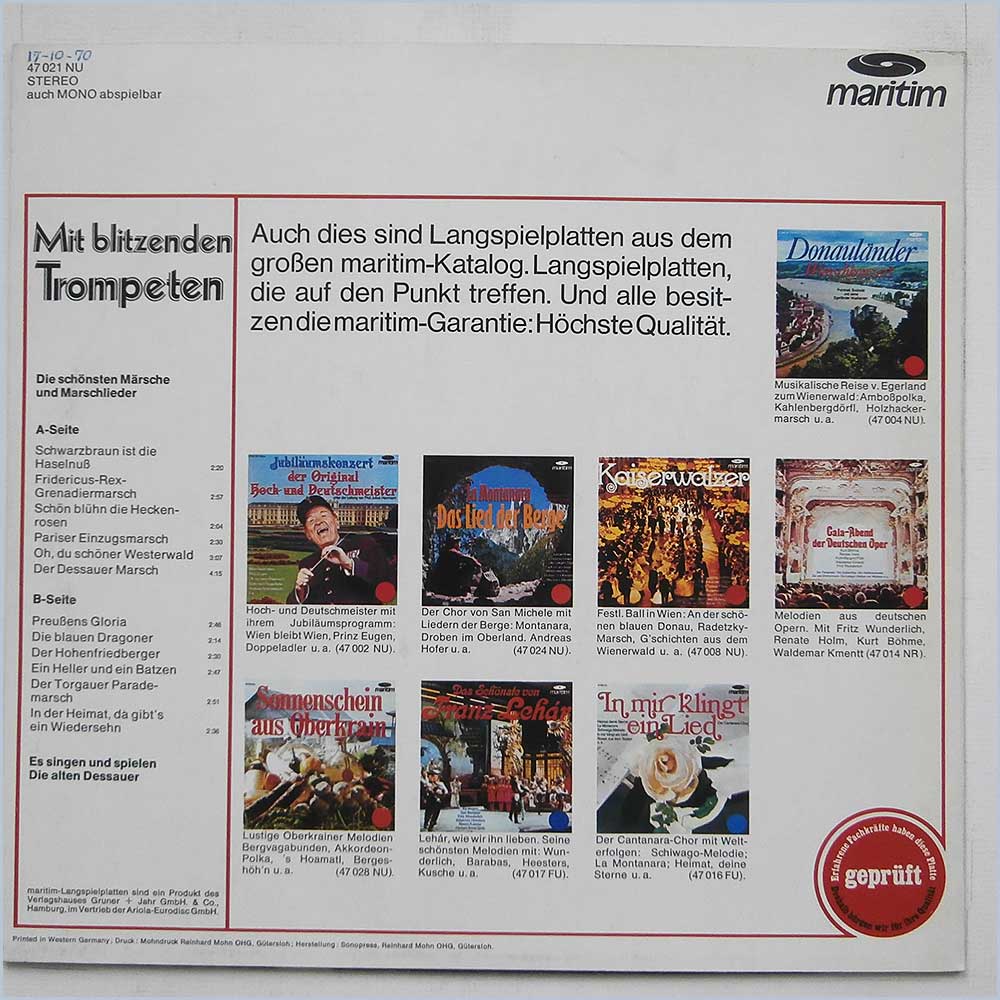 17-10-70
47 021 NU
STEREO
auch MONO abspielbar
maritim
Mit blitzenden
Trompeten
Die schönsten Märsche
und Marschlieder
A-Seite
Schwarzbraun ist die
Haselnuß 2:20
Fridericus-Rex-
Grenadiermarsch 2:57
Schön blühn die Hecken-
rosen 2:04
Pariser Einzugsmarsch 2:30
Oh, du schöner Westerwald 3:07
Der Dessauer Marsch 4:15
B-Seite
Preußens Gloria 2:46
Die blauen Dragoner 2:14
Der Hohenfriedberger 2:30
Ein Heller und ein Batzen 2:47
Der Torgauer Parade-
marsch 2:51
In der Heimat, da gibt's
ein Wiedersehn 2:36
Es singen und spielen
Die alten Dessauer
maritim-Langspielplatten sind ein Produkt des
Verlagshauses Gruner + Jahr GmbH. & Co.,
Hamburg, im Vertrieb der Ariola-Eurodisc GmbH.
Auch dies sind Langspielplatten aus dem
großen maritim-Katalog. Langspielplatten,
die auf den Punkt treffen. Und alle besit-
zen die maritim-Garantie: Höchste Qualität.
Donauländer
Musikalische Reise v. Egerland
zum Wienerwald: Amboßpolka,
Kahlenbergdörfl, Holzhacker-
marsch u. a. (47 004 NU).
Jubiläumskonzert
der Original
Hoch- und Deutschmeister
maritim
Hoch- und Deutschmeister mit
ihrem Jubiläumsprogramm:
Wien bleibt Wien, Prinz Eugen,
Doppeladler u. a. (47 002 NU).
La Montanara
Das Lied der Berge
maritim
Der Chor von San Michele mit
Liedern der Berge: Montanara,
Droben im Oberland, Andreas
Hofer u. a. (47 024 NU).
Kaiserwalzer
Festl. Ball in Wien: An der schö-
nen blauen Donau, Radetzky-
Marsch, G'schichten aus dem
Wienerwald u. a. (47 008 NU).
maritim
Gala-Abend
der Deutschen Oper
Melodien aus deutschen
Opern. Mit Fritz Wunderlich,
Renate Holm, Kurt Böhme,
Waldemar Kmentt (47 014 NR).
Sonnenschein
aus Oberkrain
maritim
Lustige Oberkrainer Melodien
Bergvagabunden, Akkordeon-
Polka, 's Hoamatl, Berges-
höh'n u. a. (47 028 NU).
Das Schönste von
Franz Lehár
maritim
Lehár, wie wir ihn lieben. Seine
schönsten Melodien mit: Wun-
derlich, Barabas, Heesters,
Kusche u. a. (47 017 FU).
In mir klingt
ein Lied
maritim
Der Cantanara-Chor mit Welt-
erfolgen: Schiwago-Melodie;
La Montanara; Heimat, deine
Sterne u. a. (47 016 FU).
Erfahrene Fachkräfte haben diese Platte
geprüft
Deshalb bürgen wir für ihre Qualität
Printed in Western Germany; Druck: Mohndruck Reinhard Mohn OHG, Gütersloh; Herstellung: Sonopress, Reinhard Mohn OHG, Gütersloh.